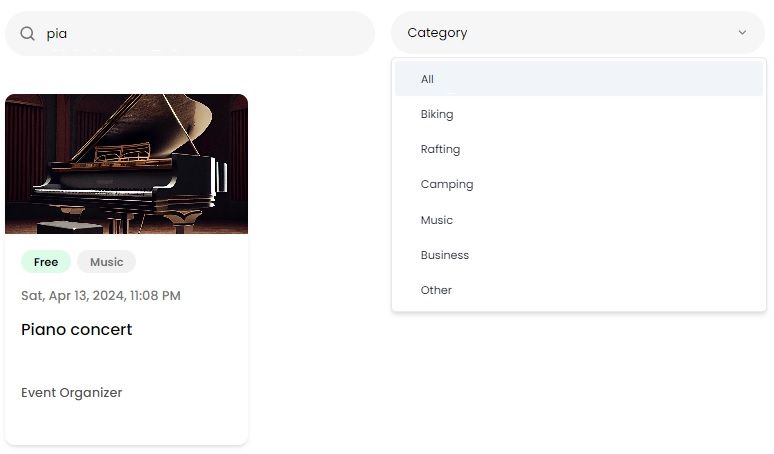 pia
Category
All
Biking
Rafting
Camping
Music
Business
Other
Free
Music
Sat, Apr 13, 2024, 11:08 PM
Piano concert
Event Organizer